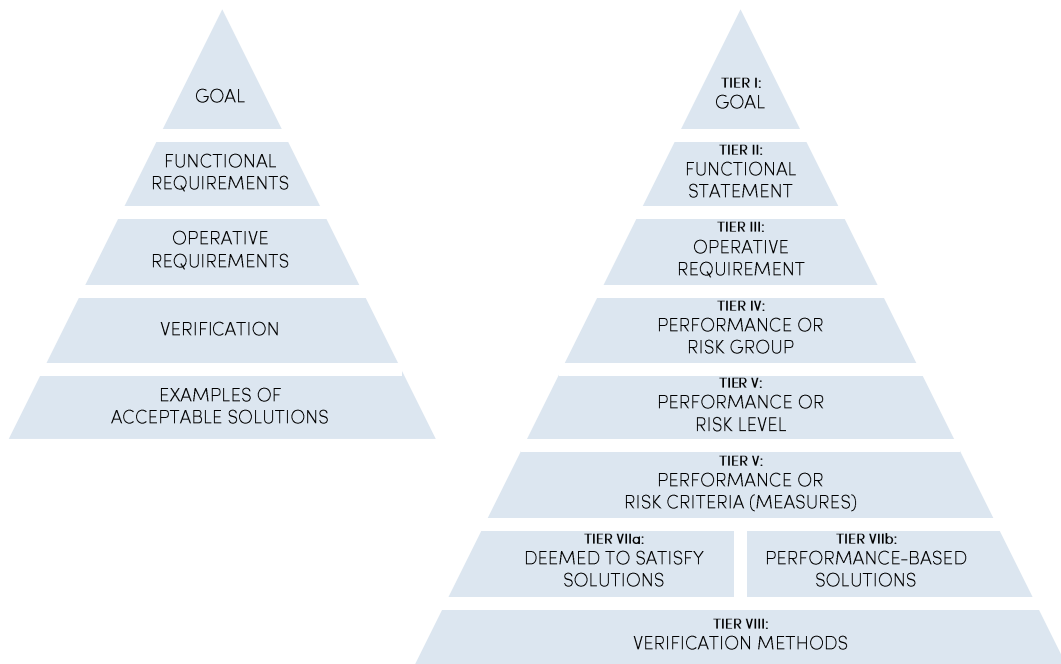 GOAL
FUNCTIONAL
REQUIREMENTS
OPERATIVE
REQUIREMENTS
VERIFICATION
EXAMPLES OF
ACCEPTABLE SOLUTIONS
TIER I:
GOAL
TIER II:
FUNCTIONAL
STATEMENT
TIER III:
OPERATIVE
REQUIREMENT
TIER IV:
PERFORMANCE OR
RISK GROUP
TIER V:
PERFORMANCE OR
RISK LEVEL
TIER V:
PERFORMANCE OR
RISK CRITERIA (MEASURES)
TIER VIIa:
DEEMED TO SATISFY
SOLUTIONS
TIER VIIb:
PERFORMANCE-BASED
SOLUTIONS
TIER VIII:
VERIFICATION METHODS